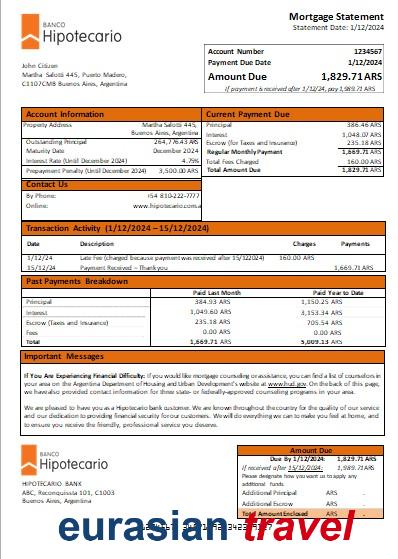 BANCO
Hipotecario
Mortgage Statement
Statement Date: 1/12/2024
Account Number 1234567
Payment Due Date 1/12/2024
Amount Due 1,829.71ARS
If payment is received after 1/12/24, pay 1,989.71ARS
John Citizen
Martha Salotti 445, Puerto Madero,
C1107CMB Buenos Aires, Argentina
Account Information
Property Address Martha Salotti 445,
Buenos Aires, Argentina
Outstanding Principal 264,776.43 ARS
Maturity Date December 2024
Interest Rate (Until December 2024) 4.75%
Prepayment Penalty (Until December 2024) 3,500.00 ARS
Contact Us
By Phone: +54 810-222-7777
Online: www.hipotecario.com.a
Current Payment Due
Principal 386.46 ARS
Interest 1,048.07 ARS
Escrow (for Taxes and Insurance) 235.18 ARS
Regular Monthly Payment 1,669.71 ARS
Total Fees Charged 160.00 ARS
Total Amount Due 1,829.71 ARS
Transaction Activity (1/12/2024 –15/12/2024)
Date Description Charges Payments
1/12/24 Late Fee (charged because payment was received after 15/122024) 160.00 ARS
15/12/24 Payment Received – Thank you 1,669.71 ARS
Past Payments Breakdown
Paid Last Month Paid Year to Date
Principal 384.93 ARS 1,150.25 ARS
Interest 1,049.60 ARS 3,153.34 ARS
Escrow (Taxes and Insurance) 235.18 ARS 705.54 ARS
Fees 0.00 ARS 0.00 ARS
Total 1,669.71 ARS 5,009.13 ARS
Important Messages
If You Are Experiencing Financial Difficulty: If you would like mortgage counseling or assistance, you can find a list of counselors in
your area on the Argentina Department of Housing and Urban Development's website at www.hud.gov. On the back of this page,
we have also provided contact information for three state- or federally-approved counseling programs in your area.
We are pleased to have you as a Hipotecario bank customer. We are known throughout the country for the quality of our service
and our dedication to providing financial security for our customers. We will do everything we can to make you feel at home, and
to ensure you receive the friendly, professional service you deserve.
BANCO
Hipotecario
HIPOTECARIO. BANK
ABC, Reconquista 101, C1003
Buenos Aires, Argentina
Amount Due
Due By 1/12/2024: 1,829.71ARS
If received after 15/12/2024: 1,989.71ARS
Please designate how you want us to apply any
additional funds.
Additional Principal ARS .
Additional Escrow ARS .
Total Amount Enclosed ARS .
eurasian travel